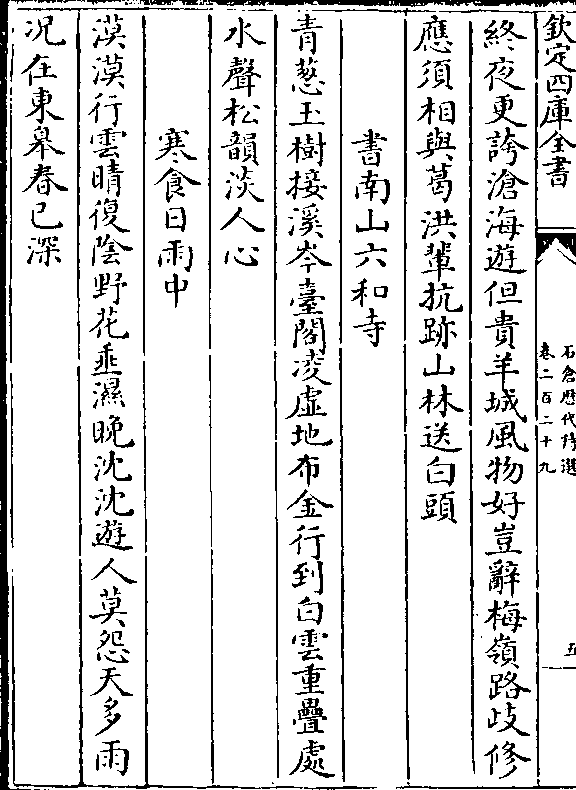 欽定四庫全書
石倉歴代詩選
卷二百二十九
五
終夜更誇滄海遊但貴羊城風物好豈辭梅嶺路歧修
應須相與葛洪輩抗跡山林送白頭
書南山六和寺
青葱玉樹接溪岑臺閣凌虛地布金行到白雲重疊處
水聲松韻淡人心
寒食日雨中
漠漠行雲晴復陰野花垂濕晚沈沈遊人莫怨天多雨
況在東皋春已深